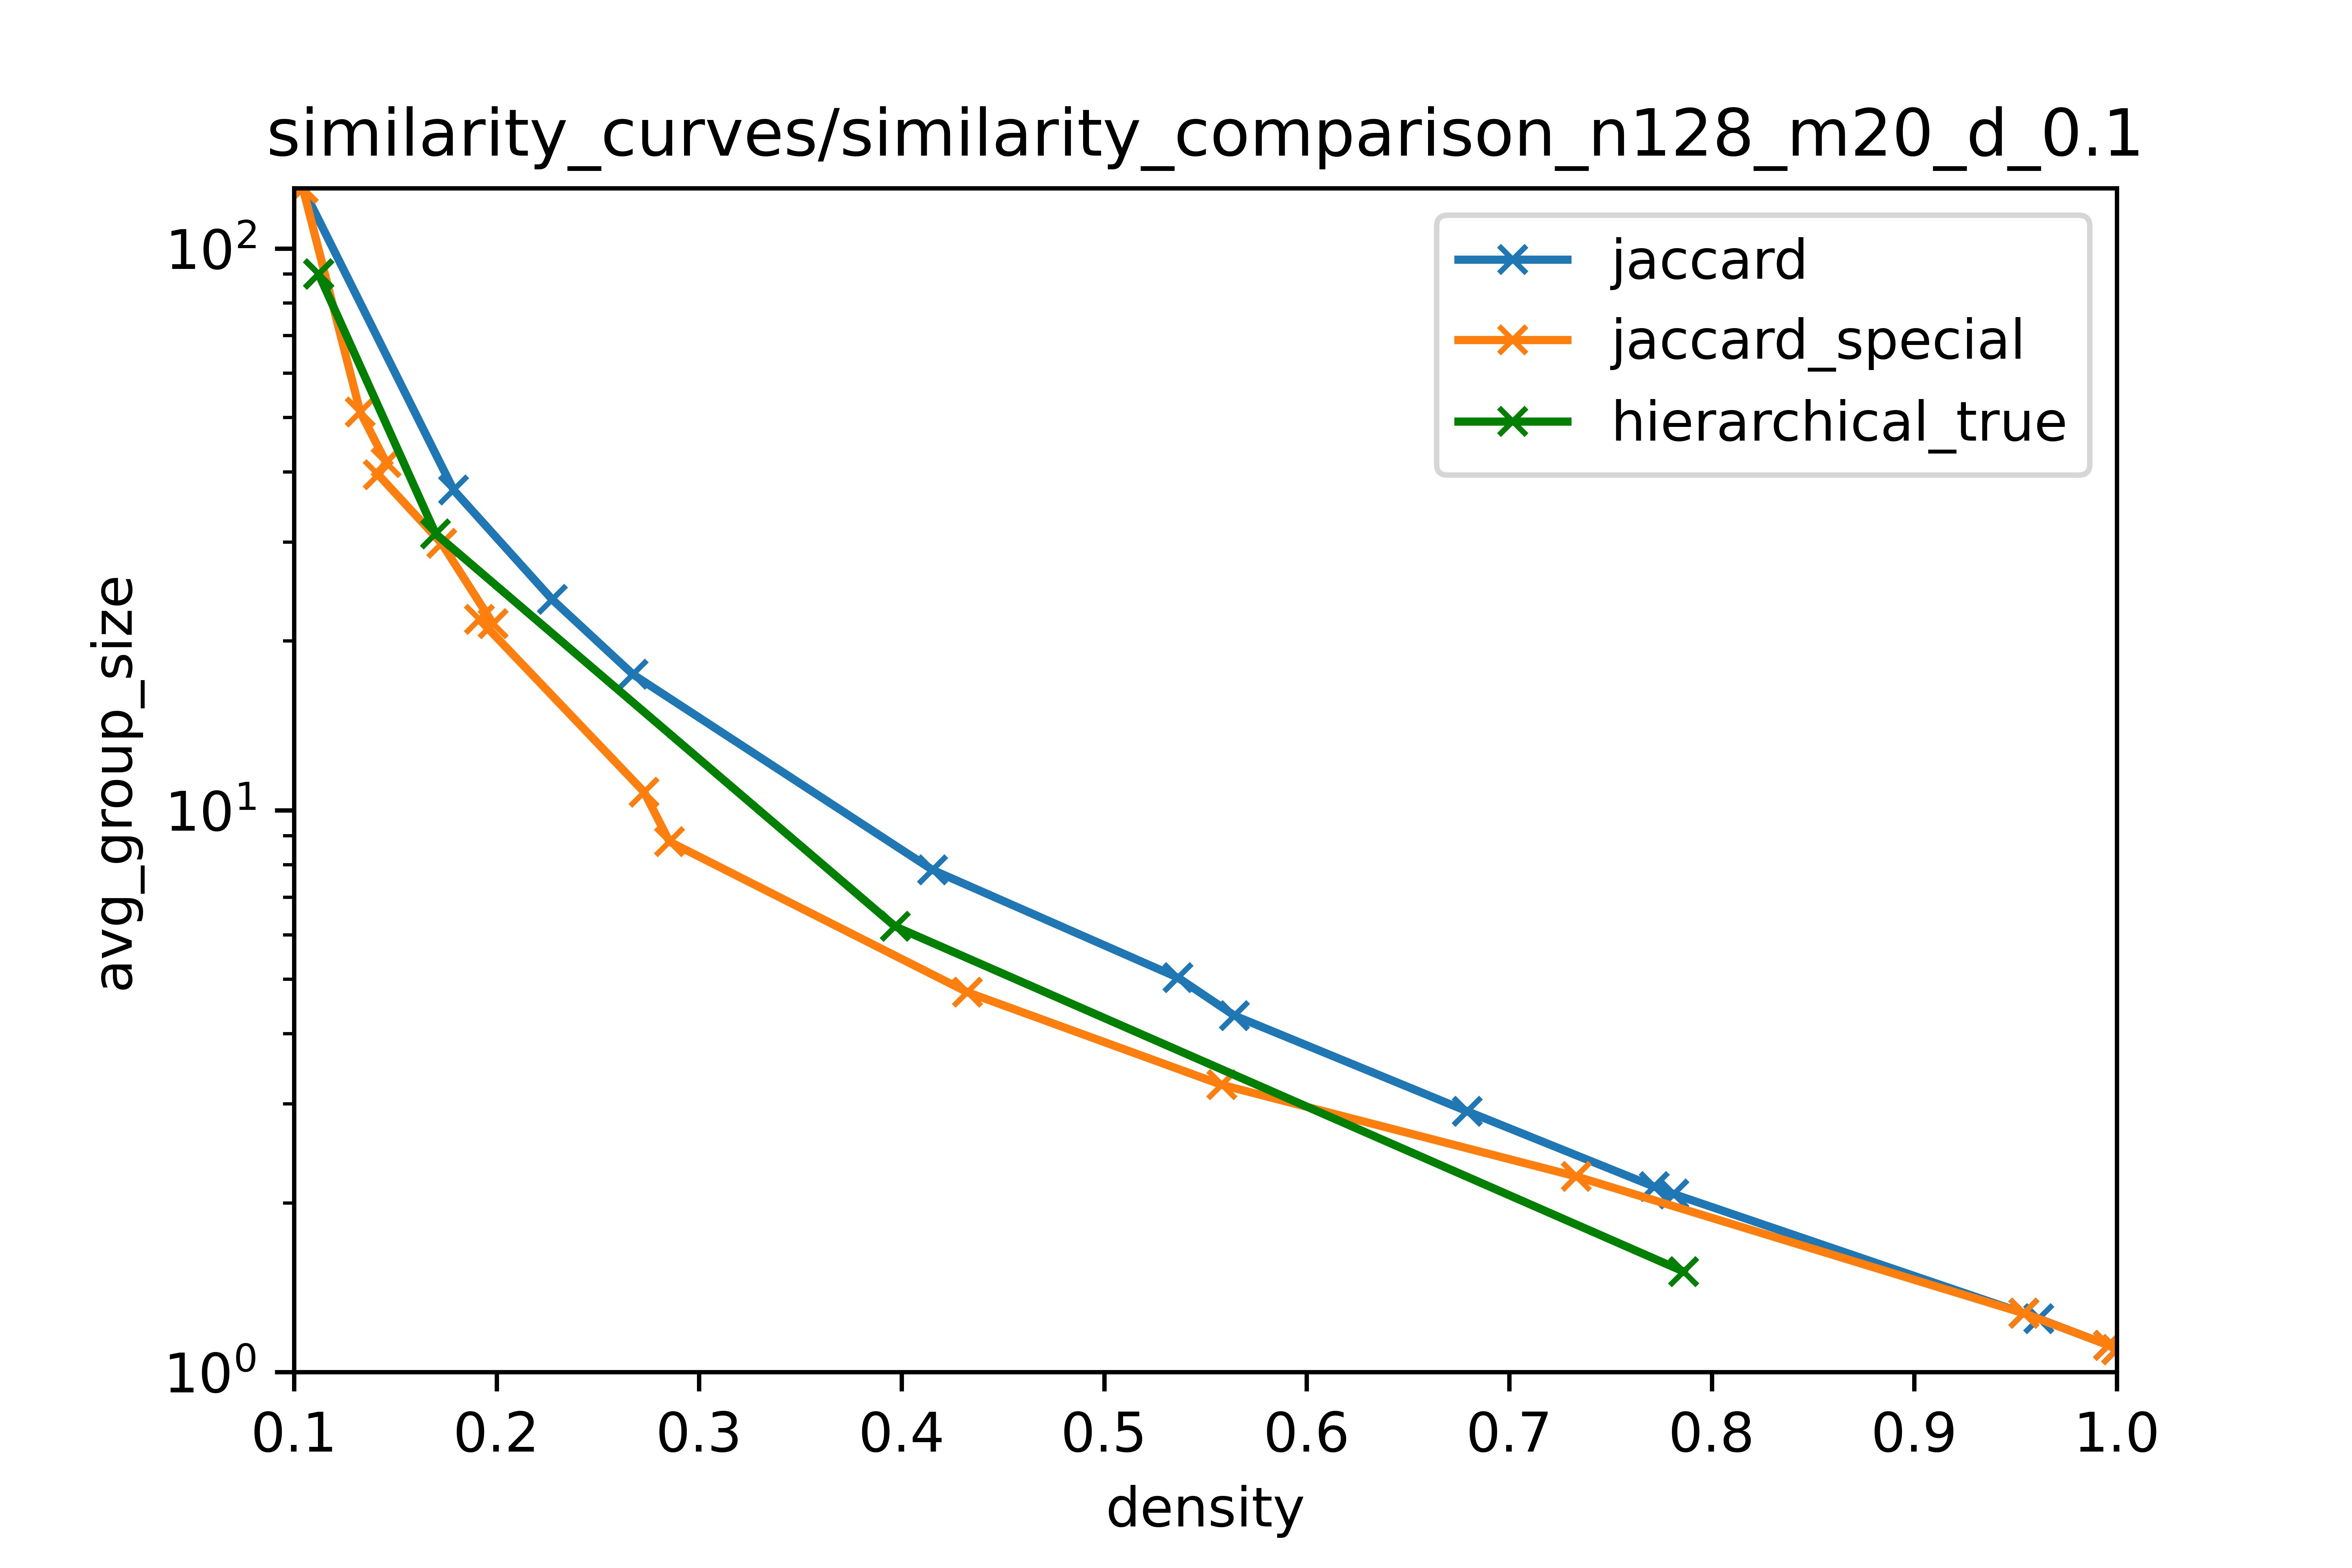 similarity_curves/similarity_comparison_n128_m20_d_0.1
10²
10¹
10⁰
avg_group_size
jaccard
jaccard_special
hierarchical_true
0.1 0.2 0.3 0.4 0.5 0.6 0.7 0.8 0.9 1.0
density